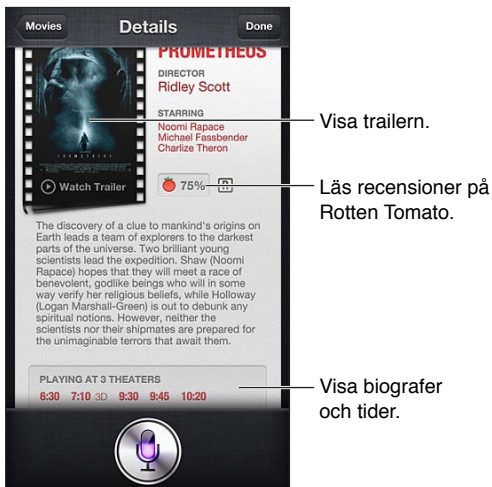 Movies
Details
Done
PROMETHEUS
DIRECTOR
Ridley Scott
STARRING
Noomi Rapace
Michael Fassbender
Charlize Theron
PROMETHEUS
Watch Trailer
75%
R
The discovery of a clue to mankind's origins on
Earth leads a team of explorers to the darkest
parts of the universe. Two brilliant young
scientists lead the expedition. Shaw (Noomi
Rapace) hopes that they will meet a race of
benevolent, godlike beings who will in some
way verify her religious beliefs, while Holloway
(Logan Marshall-Green) is out to debunk any
spiritual notions. However, neither the
scientists nor their shipmates are prepared for
the unimaginable terrors that await them.
PLAYING AT 3 THEATERS
6:30 7:10 3D 9:30 9:45 10:20
Visa trailern.
Läs recensioner på
Rotten Tomato.
Visa biografer
och tider.